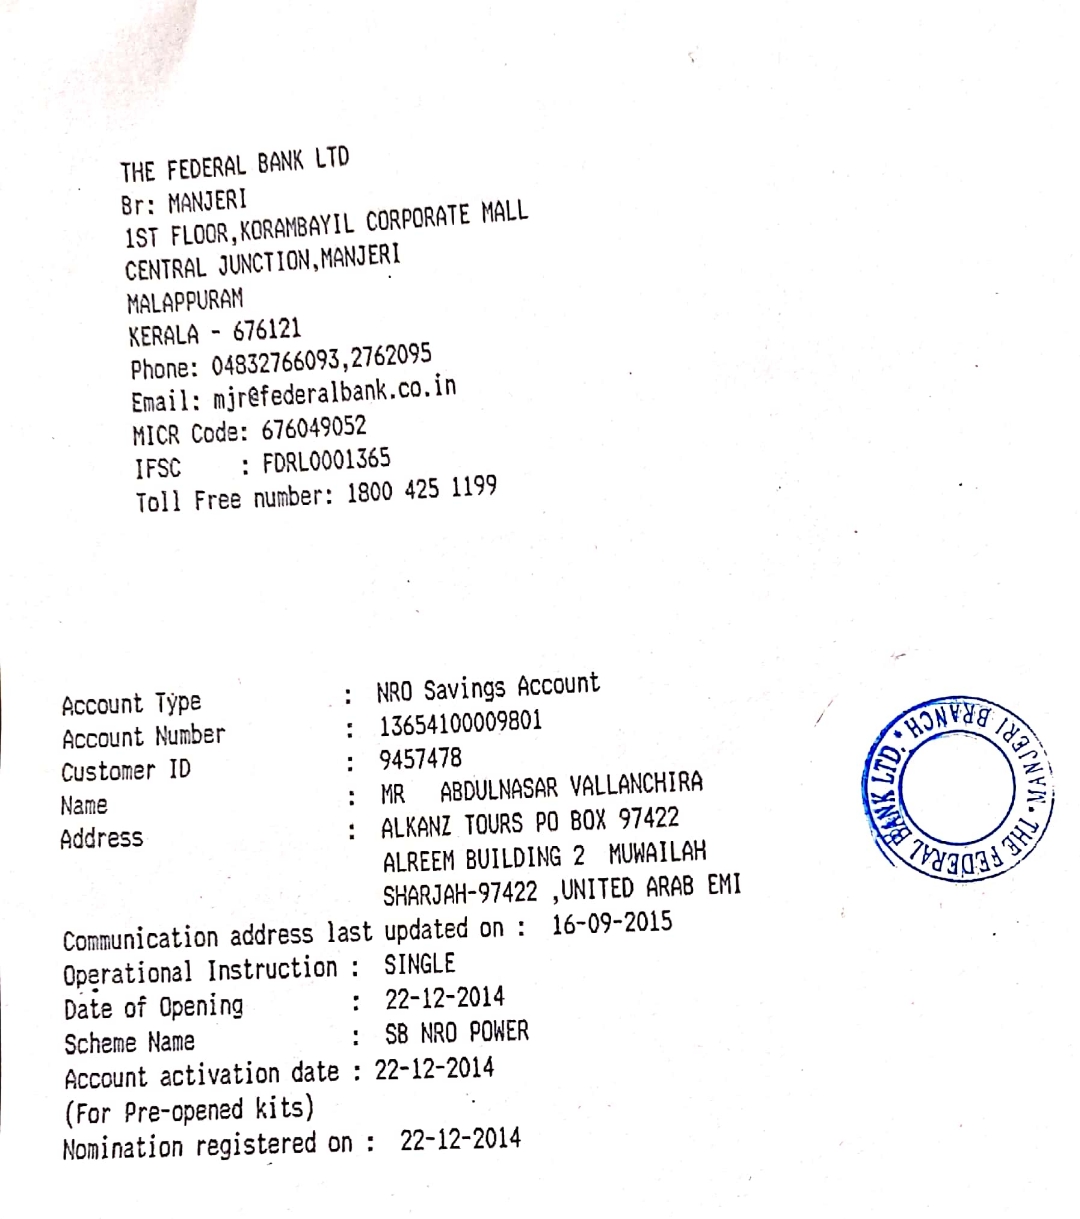 THE FEDERAL BANK LTD
Br: MANJERI
1ST FLOOR,KORAMBAYIL CORPORATE MALL
CENTRAL JUNCTION,MANJERI
MALAPPURAM
KERALA - 676121
Phone: 04832766093,2762095
Email: mjr@federalbank.co.in
MICR Code: 676049052
IFSC : FDRL0001365
Toll Free number: 1800 425 1199
Account Type : NRO Savings Account
Account Number : 13654100009801
Customer ID : 9457478
Name : MR ABDULNASAR VALLANCHIRA
Address : ALKANZ TOURS PO BOX 97422
ALREEM BUILDING 2 MUWAILAH
SHARJAH-97422 ,UNITED ARAB EMI
Communication address last updated on : 16-09-2015
Operational Instruction : SINGLE
Date of Opening : 22-12-2014
Scheme Name : SB NRO POWER
Account activation date : 22-12-2014
(For Pre-opened kits)
Nomination registered on : 22-12-2014
THE FEDERAL BANK LTD. * MANJERI BRANCH *